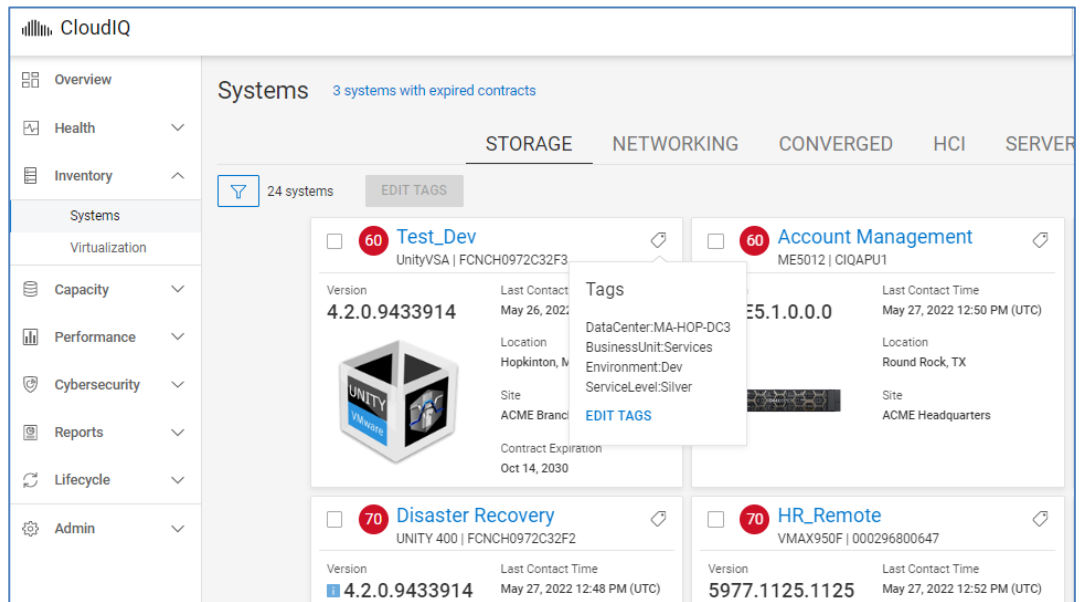 CloudIQ
Overview
Health
Inventory
Systems
Virtualization
Capacity
Performance
Cybersecurity
Reports
Lifecycle
Admin
Systems 3 systems with expired contracts
STORAGE NETWORKING CONVERGED HCI SERVER
24 systems EDIT TAGS
60 Test_Dev
UnityVSA | FCNCH0972C32F3
Version
4.2.0.9433914
Last Contact
May 26, 2022
Location
Hopkinton, M
Site
ACME Branc
Contract Expiration
Oct 14, 2030
UNITY
VMware
Tags
DataCenter:MA-HOP-DC3
BusinessUnit:Services
Environment:Dev
ServiceLevel:Silver
EDIT TAGS
60 Account Management
ME5012 | CIQAPU1
E5.1.0.0.0
Last Contact Time
May 27, 2022 12:50 PM (UTC)
Location
Round Rock, TX
Site
ACME Headquarters
70 Disaster Recovery
UNITY 400 | FCNCH0972C32F2
Version
4.2.0.9433914
Last Contact Time
May 27, 2022 12:48 PM (UTC)
70 HR_Remote
VMAX950F | 000296800647
Version
5977.1125.1125
Last Contact Time
May 27, 2022 12:52 PM (UTC)